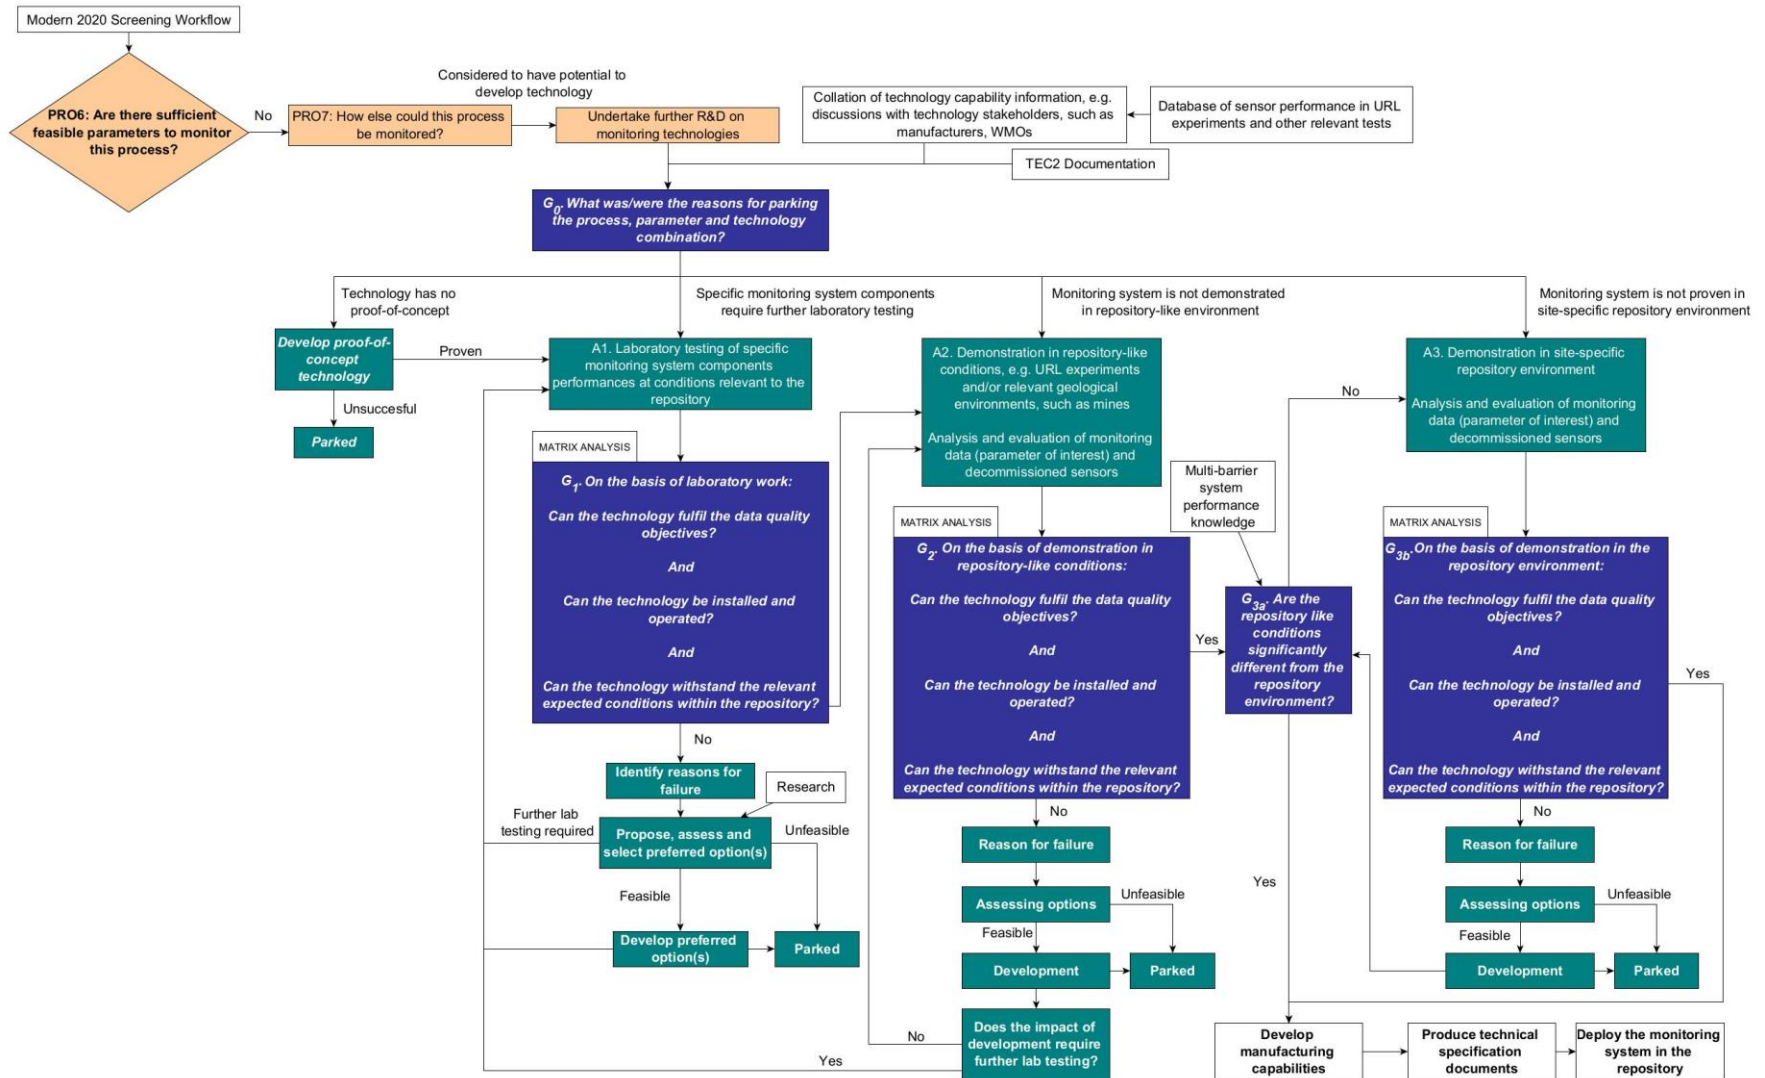 Modern 2020 Screening Workflow
PRO6: Are there sufficient
feasible parameters to monitor
this process?
No
PRO7: How else could this process
be monitored?
Considered to have potential to
develop technology
Undertake further R&D on
monitoring technologies
Collation of technology capability information, e.g.
discussions with technology stakeholders, such as
manufacturers, WMOs
Database of sensor performance in URL
experiments and other relevant tests
TEC2 Documentation
G0. What was/were the reasons for parking
the process, parameter and technology
combination?
Technology has no
proof-of-concept
Specific monitoring system components
require further laboratory testing
Monitoring system is not demonstrated
in repository-like environment
Monitoring system is not proven in
site-specific repository environment
Develop proof-of-
concept
technology
Proven
Unsuccesful
Parked
A1. Laboratory testing of specific
monitoring system components
performances at conditions relevant to the
repository
MATRIX ANALYSIS
G1. On the basis of laboratory work:
Can the technology fulfil the data quality
objectives?
And
Can the technology be installed and
operated?
And
Can the technology withstand the relevant
expected conditions within the repository?
No
Identify reasons for
failure
Research
Further lab
testing required
Propose, assess and
select preferred option(s)
Unfeasible
Feasible
Develop preferred
option(s)
Parked
A2. Demonstration in repository-like
conditions, e.g. URL experiments
and/or relevant geological
environments, such as mines
Analysis and evaluation of monitoring
data (parameter of interest) and
decommissioned sensors
MATRIX ANALYSIS
G2. On the basis of demonstration in
repository-like conditions:
Can the technology fulfil the data quality
objectives?
And
Can the technology be installed and
operated?
And
Can the technology withstand the relevant
expected conditions within the repository?
Yes
No
Reason for failure
Assessing options
Unfeasible
Feasible
Development
Parked
Does the impact of
development require
further lab testing?
No
Yes
Multi-barrier
system
performance
knowledge
G3a. Are the
repository like
conditions
significantly
different from the
repository
environment?
No
Yes
A3. Demonstration in site-specific
repository environment
Analysis and evaluation of monitoring
data (parameter of interest) and
decommissioned sensors
MATRIX ANALYSIS
G3b. On the basis of demonstration in the
repository environment:
Can the technology fulfil the data quality
objectives?
And
Can the technology be installed and
operated?
And
Can the technology withstand the relevant
expected conditions within the repository?
Yes
No
Reason for failure
Assessing options
Unfeasible
Feasible
Development
Parked
Develop
manufacturing
capabilities
Produce technical
specification
documents
Deploy the monitoring
system in the
repository